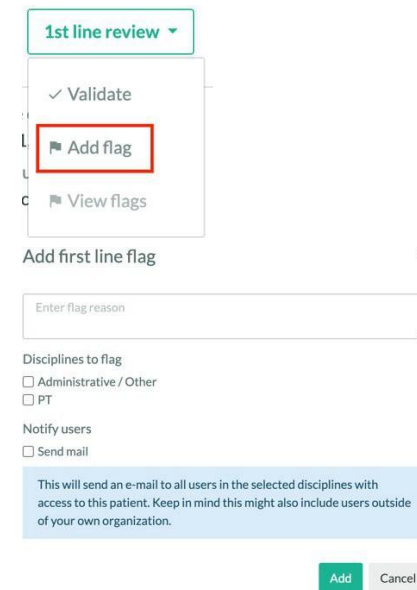 1st line review
Validate
Add flag
View flags
Add first line flag
Enter flag reason
Disciplines to flag
Administrative / Other
PT
Notify users
Send mail
This will send an e-mail to all users in the selected disciplines with
access to this patient. Keep in mind this might also include users outside
of your own organization.
Add Cancel